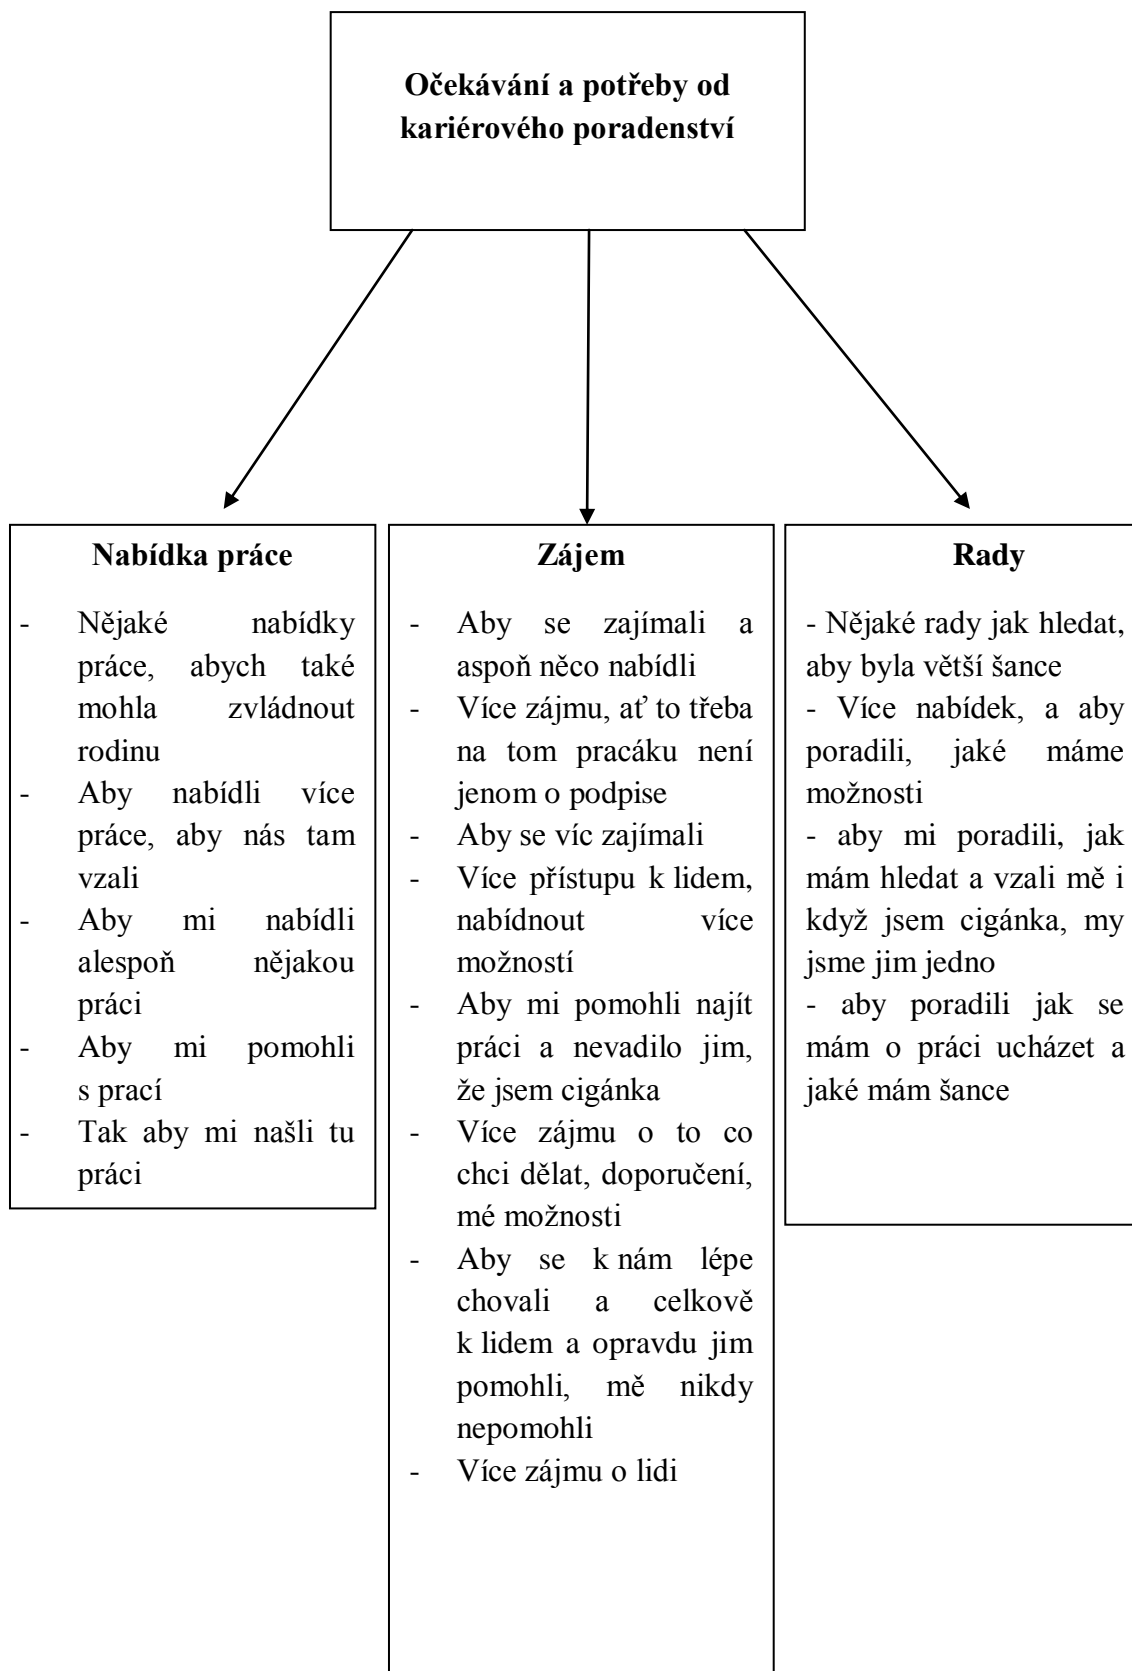 Očekávání a potřeby od
kariérového poradenství
Nabídka práce
- Nějaké nabídky
práce, abych také
mohla zvládnout
rodinu
- Aby nabídli více
práce, aby nás tam
vzali
- Aby mi nabídli
alespoň nějakou
práci
- Aby mi pomohli
s prací
- Tak aby mi našli tu
práci
Zájem
- Aby se zajímali a
aspoň něco nabídli
- Více zájmu, ať to třeba
na tom pracáku není
jenom o podpise
- Aby se víc zajímali
- Více přístupu k lidem,
nabídnout více
možností
- Aby mi pomohli najít
práci a nevadilo jim,
že jsem cigánka
- Více zájmu o to co
chci dělat, doporučení,
mé možnosti
- Aby se k nám lépe
chovali a celkově
k lidem a opravdu jim
pomohli, mě nikdy
nepomohli
- Více zájmu o lidi
Rady
- Nějaké rady jak hledat,
aby byla větší šance
- Více nabídek, a aby
poradili, jaké máme
možnosti
- aby mi poradili, jak
mám hledat a vzali mě i
když jsem cigánka, my
jsme jim jedno
- aby poradili jak se
mám o práci ucházet a
jaké mám šance